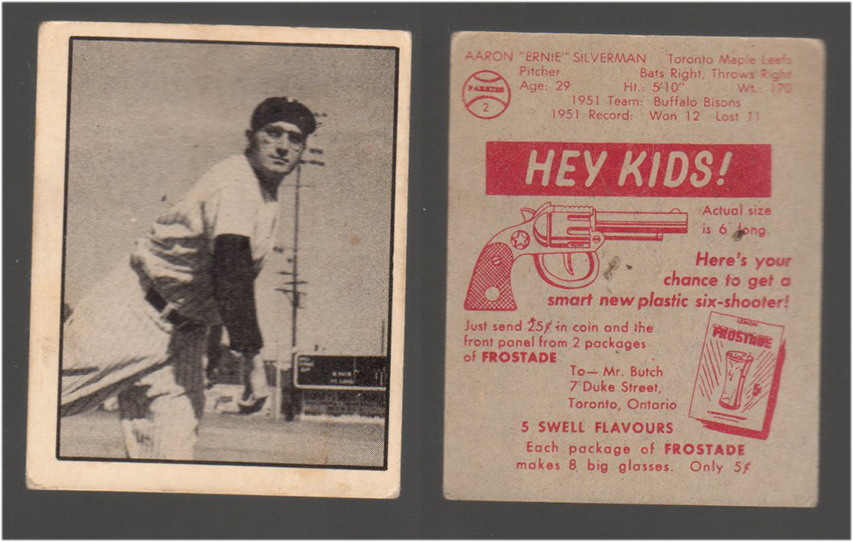 AARON "ERNIE" SILVERMAN Toronto Maple Leafs
Pitcher Bats Right, Throws Right
Age: 29 Ht.: 5'10" Wt.: 170
PARKIES
2
1951 Team: Buffalo Bisons
1951 Record: Won 12 Lost 11
HEY KIDS!
Actual size
is 6 long.
Here's your
chance to get a
smart new plastic six-shooter!
Just send 25¢ in coin and the
front panel from 2 packages
of FROSTADE
LEMON
FROSTADE
5¢
To— Mr. Butch
7 Duke Street,
Toronto, Ontario
5 SWELL FLAVOURS
Each package of FROSTADE
makes 8 big glasses. Only 5¢